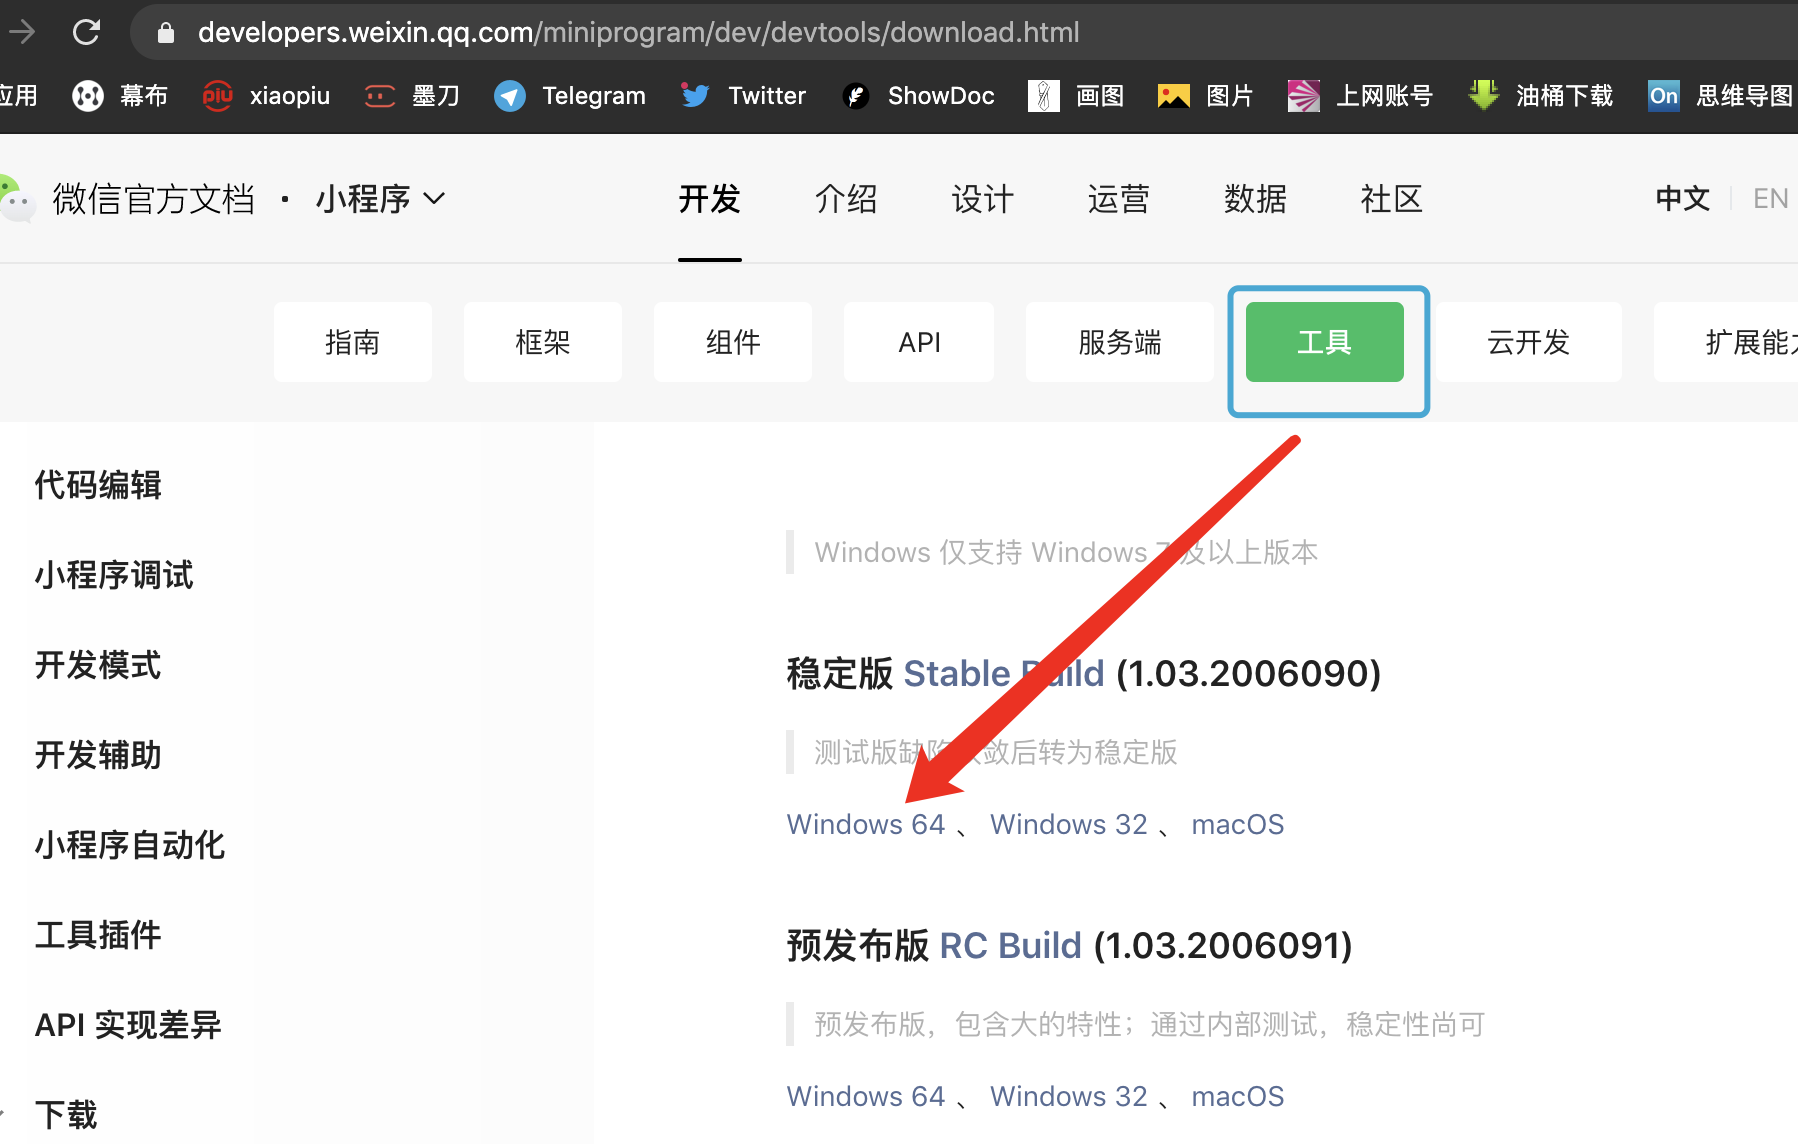 developers.weixin.qq.com/miniprogram/dev/devtools/download.html
应用 幕布 piu xiaopiu 墨刀 Telegram Twitter ShowDoc 画图 图片 上网账号 油桶下载 On 思维导图
微信官方文档 · 小程序 开发 介绍 设计 运营 数据 社区 中文 EN
指南 框架 组件 API 服务端 工具 云开发 扩展能
代码编辑
Windows 仅支持 Windows 7 及以上版本
小程序调试
开发模式
稳定版 Stable Build (1.03.2006090)
开发辅助
测试版缺陷收敛后转为稳定版
Windows 64 、 Windows 32 、 macOS
小程序自动化
工具插件
预发布版 RC Build (1.03.2006091)
API 实现差异
预发布版，包含大的特性；通过内部测试，稳定性尚可
Windows 64 、 Windows 32 、 macOS
下载